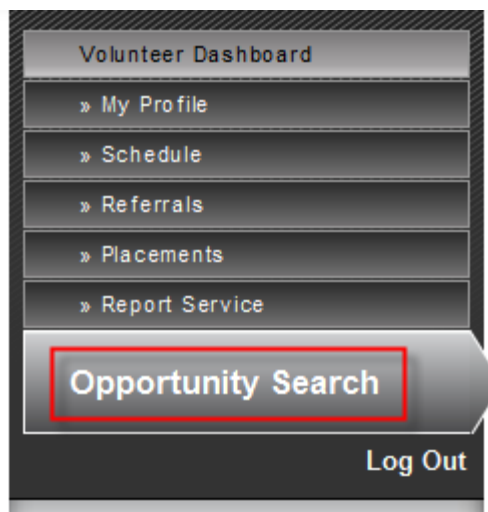 Volunteer Dashboard
» My Profile
» Schedule
» Referrals
» Placements
» Report Service
Opportunity Search
Log Out